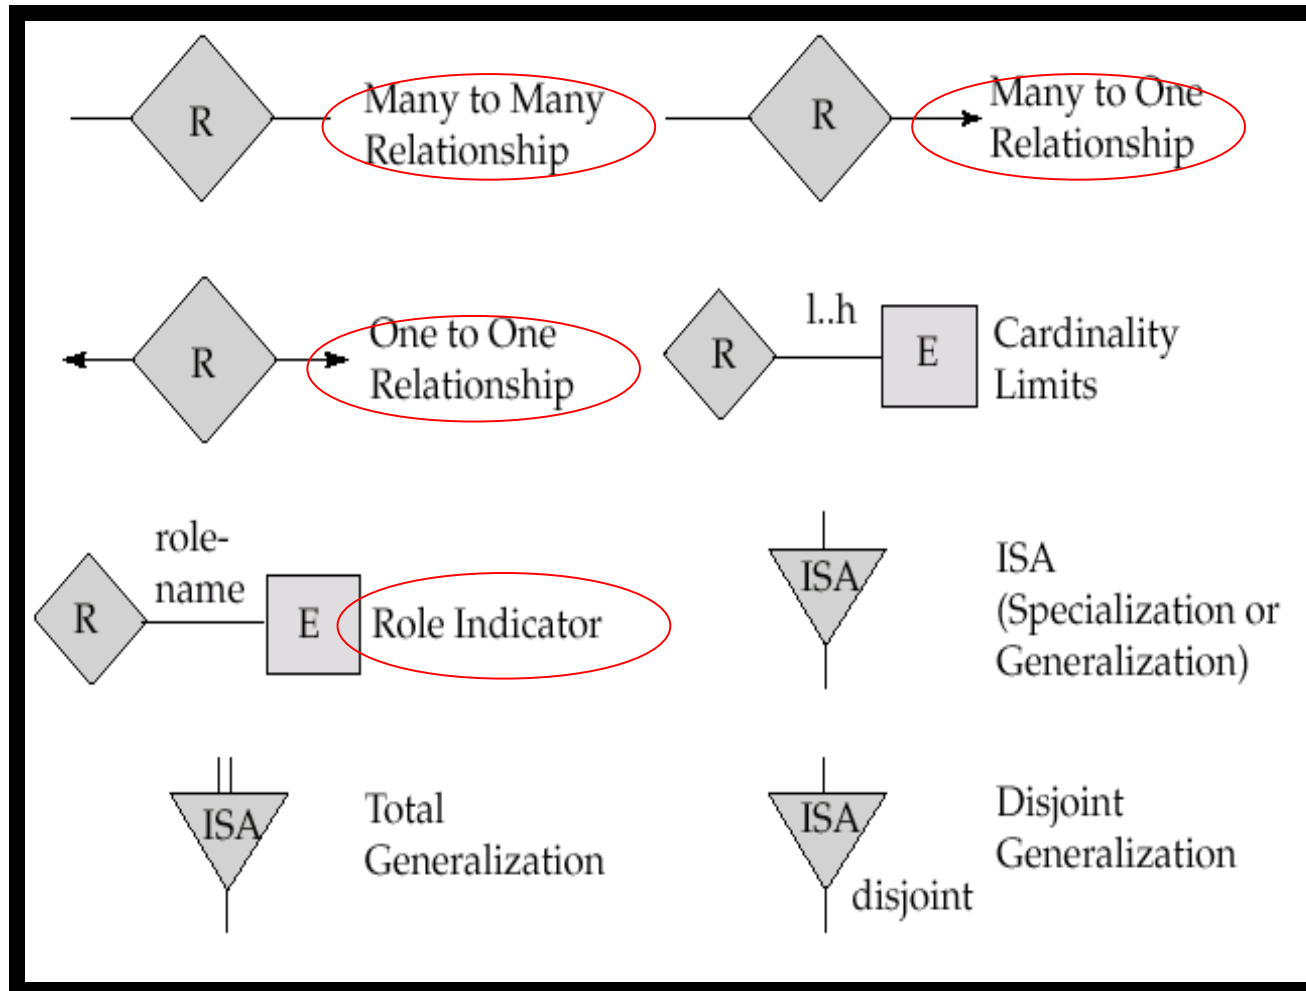 R
Many to Many
Relationship
R
Many to One
Relationship
R
One to One
Relationship
R
l..h
E
Cardinality
Limits
R
role-
name
E
Role Indicator
ISA
ISA
(Specialization or
Generalization)
ISA
Total
Generalization
ISA
disjoint
Disjoint
Generalization